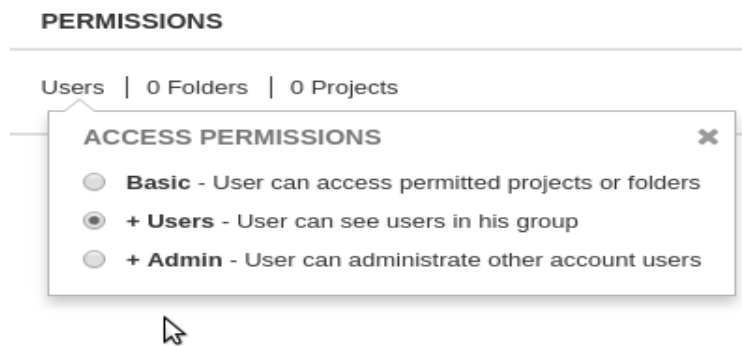 PERMISSIONS
Users | 0 Folders | 0 Projects
ACCESS PERMISSIONS
Basic - User can access permitted projects or folders
+ Users - User can see users in his group
+ Admin - User can administrate other account users